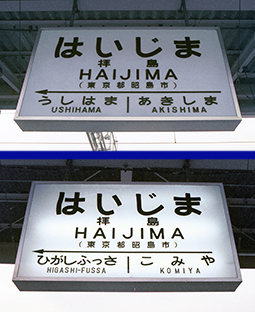 はいじま
拝島
HAIJIMA
(東京都昭島市)
うしはま あきしま
USHIHAMA AKISHIMA
はいじま
拝島
HAIJIMA
(東京都昭島市)
ひがしふっさ こみや
HIGASHI-FUSSA KOMIYA